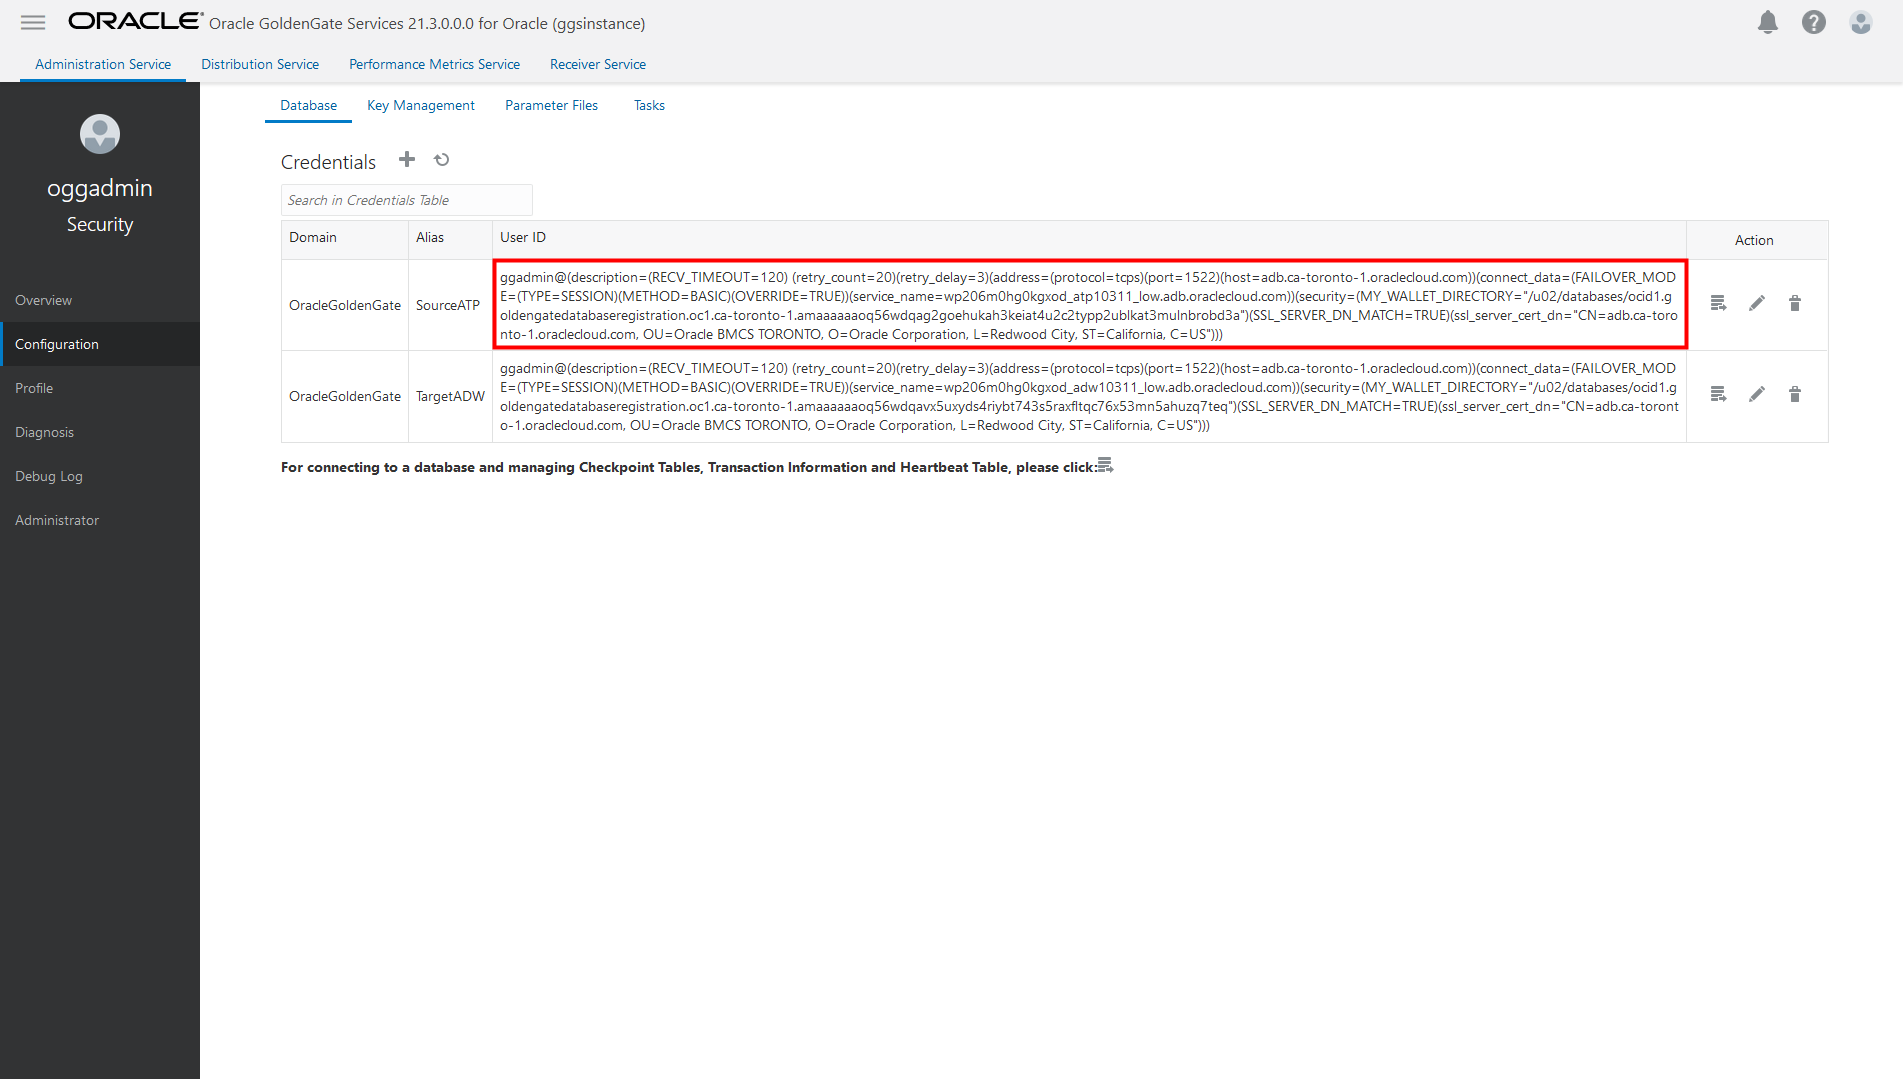 ORACLE Oracle GoldenGate Services 21.3.0.0.0 for Oracle (ggsinstance)
Administration Service Distribution Service Performance Metrics Service Receiver Service
oggadmin
Security
Overview
Configuration
Profile
Diagnosis
Debug Log
Administrator
Database Key Management Parameter Files Tasks
Credentials
Search in Credentials Table
Domain Alias User ID Action
OracleGoldenGate SourceATP
ggadmin@(description=(RECV_TIMEOUT=120) (retry_count=20)(retry_delay=3)(address=(protocol=tcps)(port=1522)(host=adb.ca-toronto-1.oraclecloud.com))(connect_data=(FAILOVER_MOD
E=(TYPE=SESSION)(METHOD=BASIC)(OVERRIDE=TRUE))(service_name=wp206m0hg0kgxod_atp10311_low.adb.oraclecloud.com))(security=(MY_WALLET_DIRECTORY="/u02/databases/ocid1.g
oldengatedatabaseregistration.oc1.ca-toronto-1.amaaaaaaoq56wdqag2goehukah3keiat4u2c2typp2ublkat3mulnbrobd3a")(SSL_SERVER_DN_MATCH=TRUE)(ssl_server_cert_dn="CN=adb.ca-toro
nto-1.oraclecloud.com, OU=Oracle BMCS TORONTO, O=Oracle Corporation, L=Redwood City, ST=California, C=US")))
OracleGoldenGate TargetADW
ggadmin@(description=(RECV_TIMEOUT=120) (retry_count=20)(retry_delay=3)(address=(protocol=tcps)(port=1522)(host=adb.ca-toronto-1.oraclecloud.com))(connect_data=(FAILOVER_MOD
E=(TYPE=SESSION)(METHOD=BASIC)(OVERRIDE=TRUE))(service_name=wp206m0hg0kgxod_adw10311_low.adb.oraclecloud.com))(security=(MY_WALLET_DIRECTORY="/u02/databases/ocid1.g
oldengatedatabaseregistration.oc1.ca-toronto-1.amaaaaaaoq56wdqavx5uxyds4riybt743s5raxfltqc76x53mn5ahuzq7teq")(SSL_SERVER_DN_MATCH=TRUE)(ssl_server_cert_dn="CN=adb.ca-toront
o-1.oraclecloud.com, OU=Oracle BMCS TORONTO, O=Oracle Corporation, L=Redwood City, ST=California, C=US")))
For connecting to a database and managing Checkpoint Tables, Transaction Information and Heartbeat Table, please click: